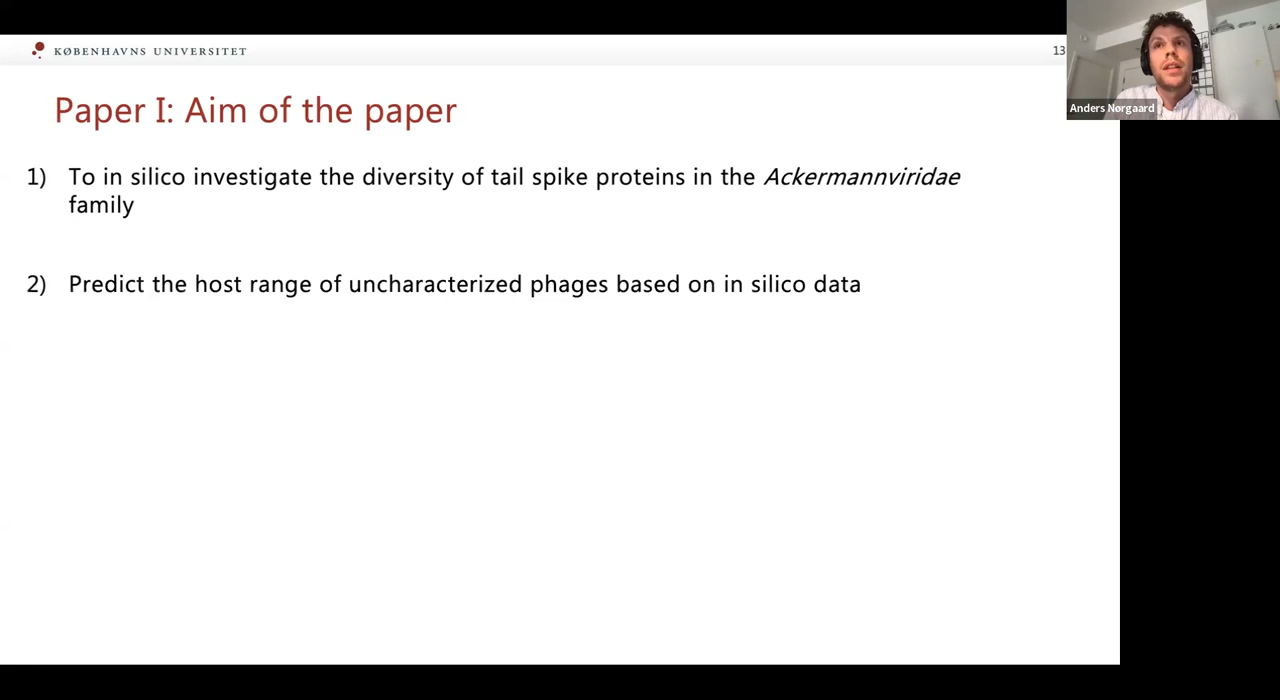 KØBENHAVNS UNIVERSITET
13
Anders Nørgaard
Paper I: Aim of the paper
1) To in silico investigate the diversity of tail spike proteins in the Ackermannviridae
family
2) Predict the host range of uncharacterized phages based on in silico data